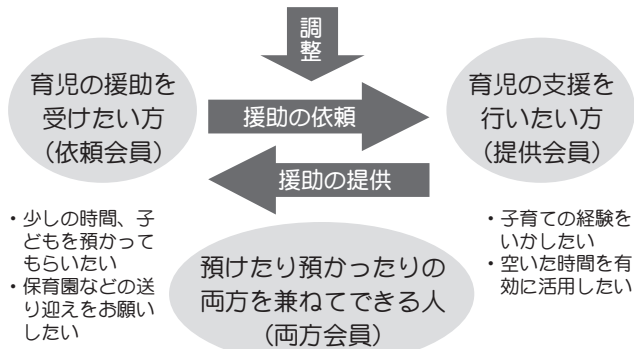 調
整
育児の援助を
受けたい方
（依頼会員）
援助の依頼
育児の支援を
行いたい方
（提供会員）
援助の提供
・少しの時間、子
どもを預かって
もらいたい
・保育園などの送
り迎えをお願い
したい
預けたり預かったりの
両方を兼ねてできる人
（両方会員）
・子育ての経験を
いかしたい
・空いた時間を有
効に活用したい